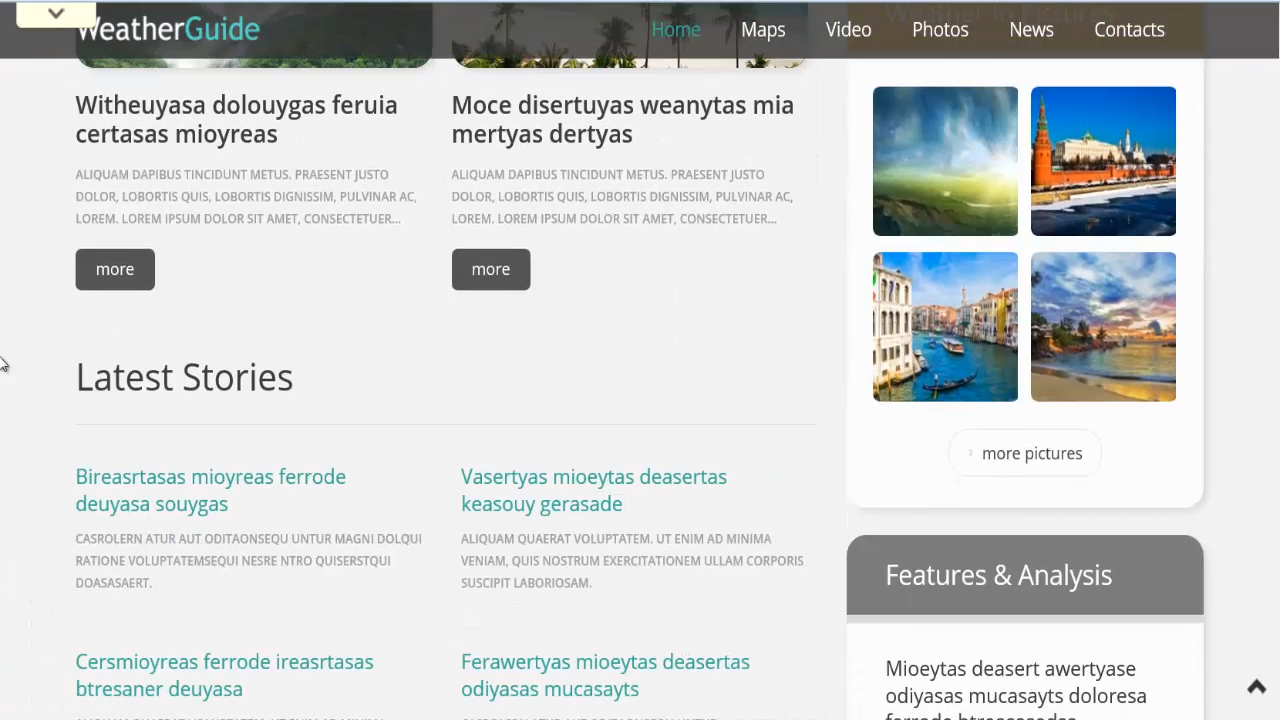 WeatherGuide
Home
Maps
Video
Photos
News
Contacts
Witheuyasa dolouygas feruia
certasas mioyreas
ALIQUAM DAPIBUS TINCIDUNT METUS. PRAESENT JUSTO
DOLOR, LOBORTIS QUIS, LOBORTIS DIGNISSIM, PULVINAR AC,
LOREM. LOREM IPSUM DOLOR SIT AMET, CONSECTETUER...
more
Moce disertuyas weanytas mia
mertyas dertyas
ALIQUAM DAPIBUS TINCIDUNT METUS. PRAESENT JUSTO
DOLOR, LOBORTIS QUIS, LOBORTIS DIGNISSIM, PULVINAR AC,
LOREM. LOREM IPSUM DOLOR SIT AMET, CONSECTETUER...
more
Latest Stories
Bireasrtasas mioyreas ferrode
deuyasa souygas
CASROLERN ATUR AUT ODITAONSEQU UNTUR MAGNI DOLQUI
RATIONE VOLUPTATEMSEQUI NESRE NTRO QUISERSTQUI
DOASASAERT.
Vasertyas mioeytas deasertas
keasouy gerasade
ALIQUAM QUAERAT VOLUPTATEM. UT ENIM AD MINIMA
VENIAM, QUIS NOSTRUM EXERCITATIONEM ULLAM CORPORIS
SUSCIPIT LABORIOSAM.
Cersmioyreas ferrode ireasrtasas
btresaner deuyasa
Ferawertyas mioeytas deasertas
odiyasas mucasayts
more pictures
Features & Analysis
Mioeytas deasert awertyase
odiyasas mucasayts doloresa